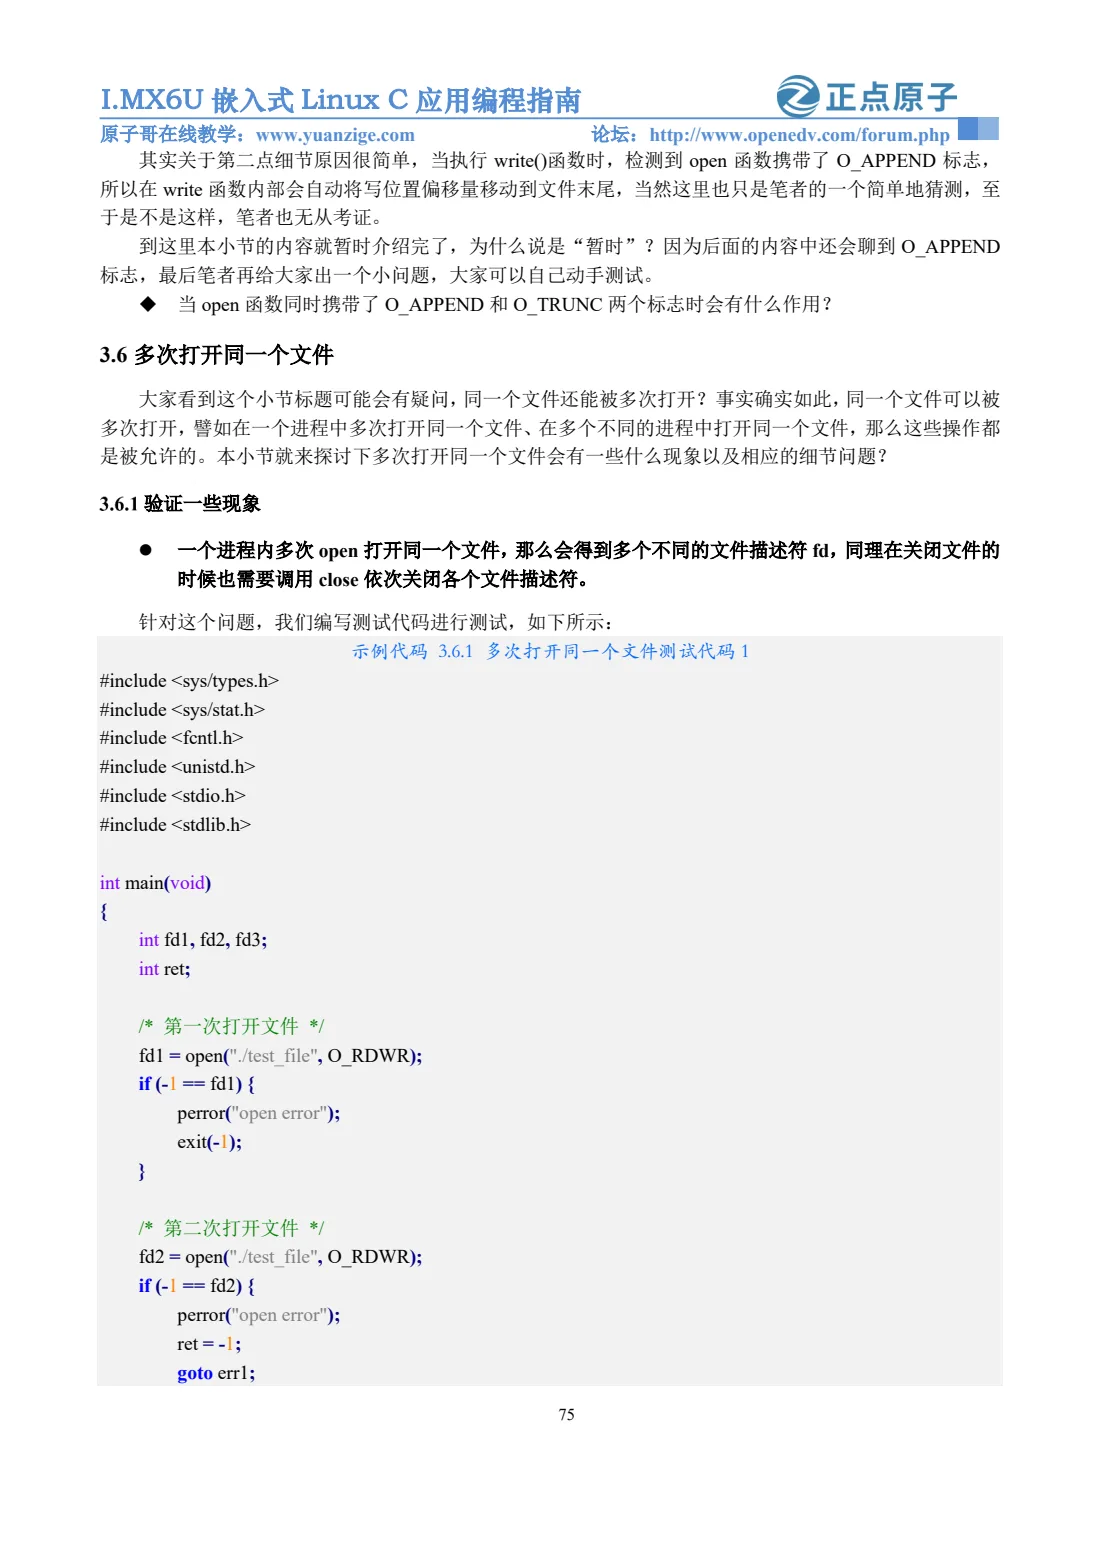 I.MX6U 嵌入式 Linux C 应用编程指南
正点原子
原子哥在线教学：www.yuanzige.com 论坛：http://www.openedv.com/forum.php
其实关于第二点细节原因很简单，当执行 write()函数时，检测到 open 函数携带了 O_APPEND 标志，
所以在 write 函数内部会自动将写位置偏移量移动到文件末尾，当然这里也只是笔者的一个简单地猜测，至
于是不是这样，笔者也无从考证。
到这里本小节的内容就暂时介绍完了，为什么说是“暂时”？因为后面的内容中还会聊到 O_APPEND
标志，最后笔者再给大家出一个小问题，大家可以自己动手测试。
◆ 当 open 函数同时携带了 O_APPEND 和 O_TRUNC 两个标志时会有什么作用？
3.6 多次打开同一个文件
大家看到这个小节标题可能会有疑问，同一个文件还能被多次打开？事实确实如此，同一个文件可以被
多次打开，譬如在一个进程中多次打开同一个文件、在多个不同的进程中打开同一个文件，那么这些操作都
是被允许的。本小节就来探讨下多次打开同一个文件会有一些什么现象以及相应的细节问题？
3.6.1 验证一些现象
● 一个进程内多次 open 打开同一个文件，那么会得到多个不同的文件描述符 fd，同理在关闭文件的
时候也需要调用 close 依次关闭各个文件描述符。
针对这个问题，我们编写测试代码进行测试，如下所示：
示例代码 3.6.1 多次打开同一个文件测试代码 1
#include <sys/types.h>
#include <sys/stat.h>
#include <fcntl.h>
#include <unistd.h>
#include <stdio.h>
#include <stdlib.h>
int main(void)
{
int fd1, fd2, fd3;
int ret;
/* 第一次打开文件 */
fd1 = open("./test_file", O_RDWR);
if (-1 == fd1) {
perror("open error");
exit(-1);
}
/* 第二次打开文件 */
fd2 = open("./test_file", O_RDWR);
if (-1 == fd2) {
perror("open error");
ret = -1;
goto err1;
75